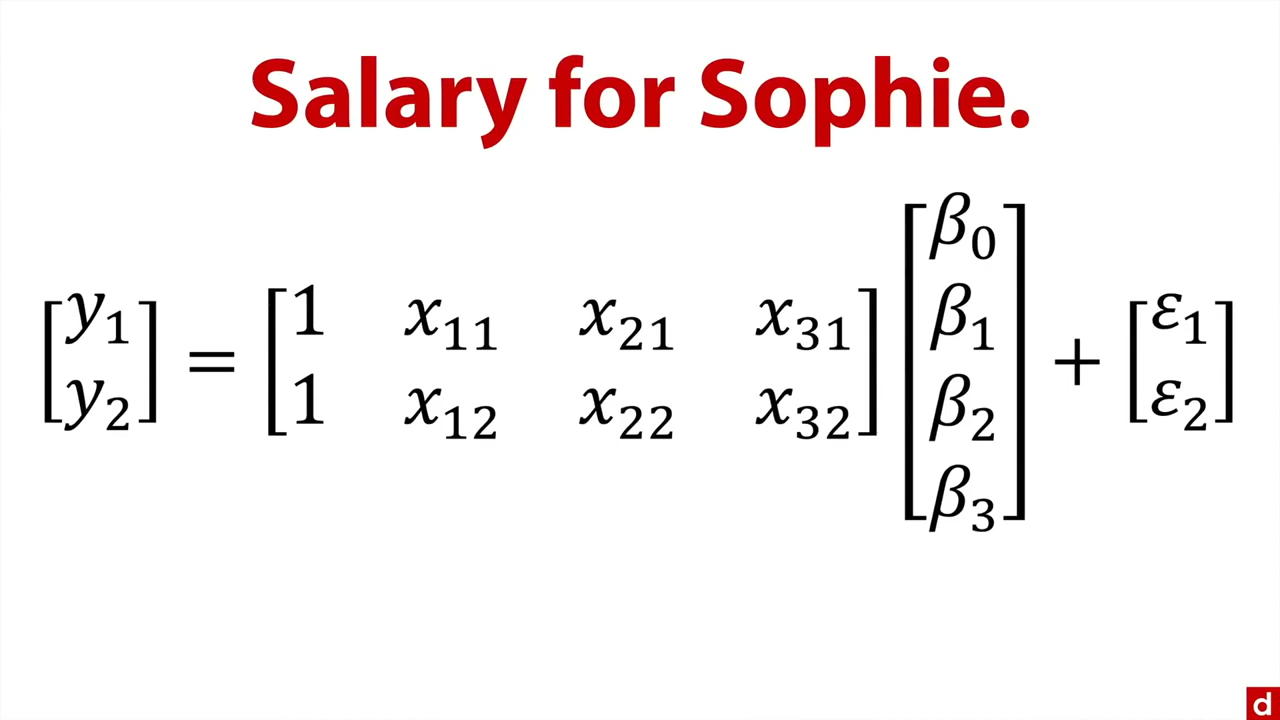 Salary for Sophie.
[y₁ y₂] = [1 x₁₁ x₂₁ x₃₁; 1 x₁₂ x₂₂ x₃₂] [β₀ β₁ β₂ β₃] + [ε₁ ε₂]
d